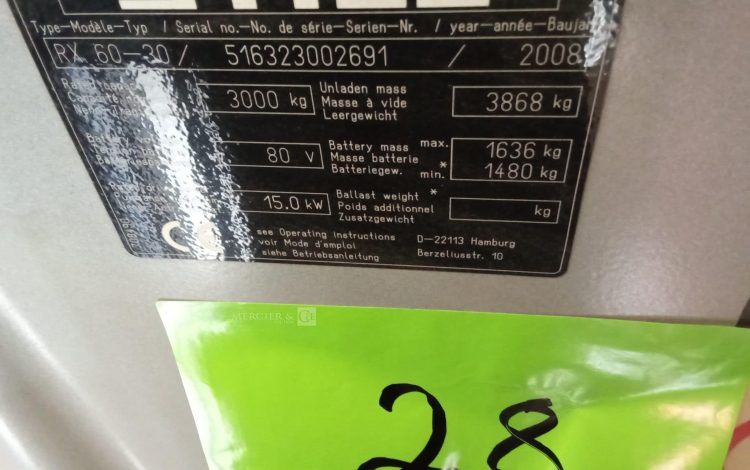 Type-Modèle-Typ / Serial no.-No. de série-Serien-Nr. / year-année-Baujahr
RX 60-30 / 516323002691 / 2008
3000 kg
Unladen mass
Masse à vide
Leergewicht
3868 kg
80 V
Battery mass max.
Masse batterie *
Batteriegew. min.
1636 kg
1480 kg
15.0 kW
Ballast weight *
Poids additionnel
Zusatzgewicht
kg
CE
see Operating instructions
voir Mode d'emploi
siehe Betriebsanleitung
D-22113 Hamburg
Berzeliusstr. 10
MERCIER & Cie
28